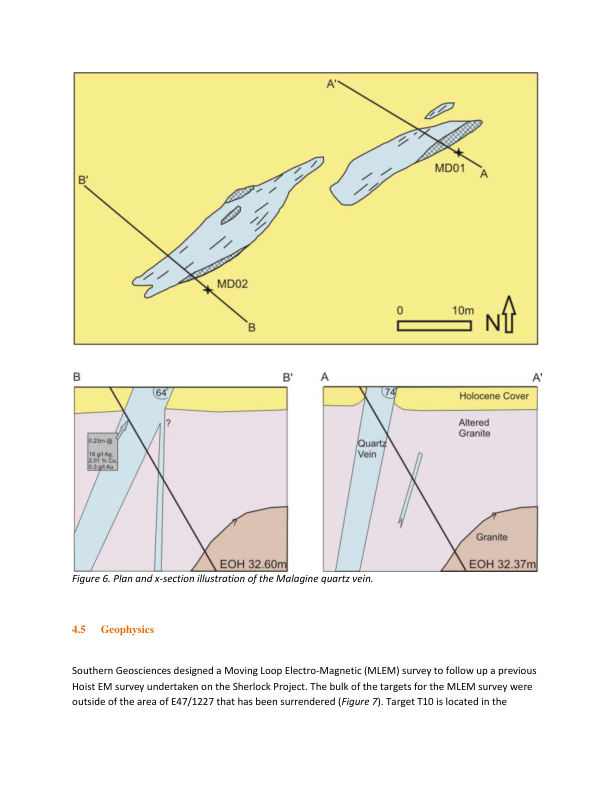 A'
MD01
A
B'
MD02
B
0 10m
N
B B'
64°
?
0.23m @
18 g/t Ag,
2.01 % Cu,
0.3 g/t Au
?
EOH 32.60m
A A'
74°
Holocene Cover
Altered
Granite
Quartz
Vein
?
?
Granite
EOH 32.37m
Figure 6. Plan and x-section illustration of the Malagine quartz vein.
4.5 Geophysics
Southern Geosciences designed a Moving Loop Electro-Magnetic (MLEM) survey to follow up a previous
Hoist EM survey undertaken on the Sherlock Project. The bulk of the targets for the MLEM survey were
outside of the area of E47/1227 that has been surrendered (Figure 7). Target T10 is located in the